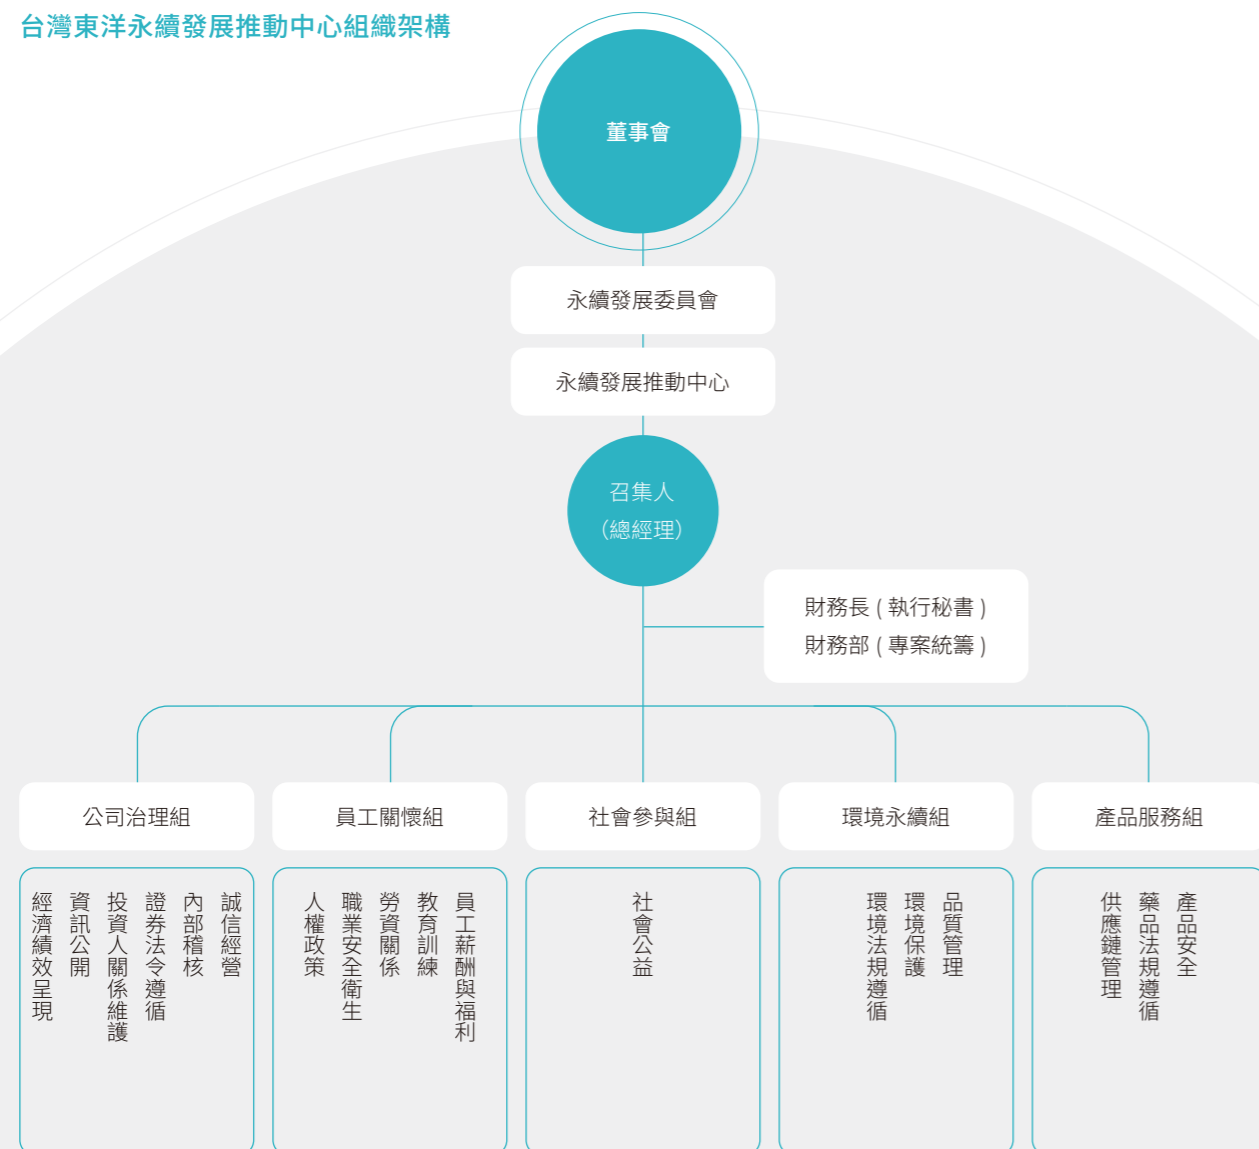 台灣東洋永續發展推動中心組織架構
董事會
永續發展委員會
永續發展推動中心
召集人
（總經理）
財務長 ( 執行秘書 )
財務部 ( 專案統籌 )
公司治理組
誠信經營
內部稽核
證券法令遵循
投資人關係維護
資訊公開
經濟績效呈現
員工關懷組
員工薪酬與福利
教育訓練
勞資關係
職業安全衛生
人權政策
社會參與組
社會公益
環境永續組
品質管理
環境保護
環境法規遵循
產品服務組
產品安全
藥品法規遵循
供應鏈管理